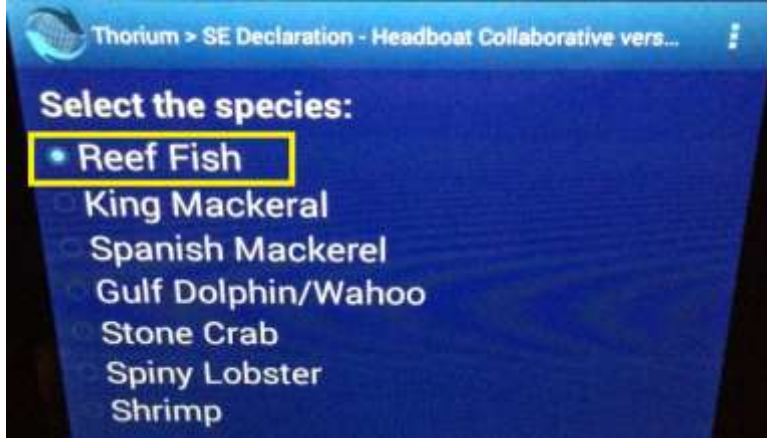 Thorium > SE Declaration - Headboat Collaborative vers...
Select the species:
Reef Fish
King Mackeral
Spanish Mackerel
Gulf Dolphin/Wahoo
Stone Crab
Spiny Lobster
Shrimp